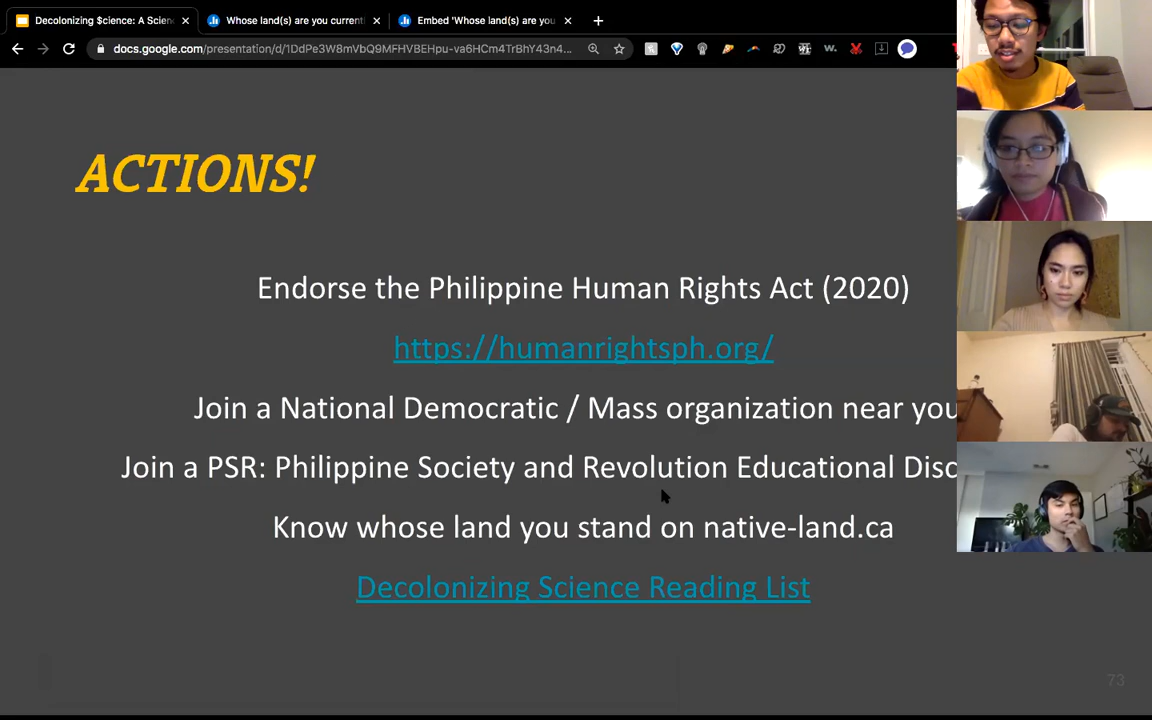 Decolonizing $cience: A Scien
Whose land(s) are you current
Embed 'Whose land(s) are you
docs.google.com/presentation/d/1DdPe3W8mVbQ9MFHVBEHpu-va6HCm4TrBhY43n4...
ACTIONS!
Endorse the Philippine Human Rights Act (2020)
https://humanrightsph.org/
Join a National Democratic / Mass organization near you
Join a PSR: Philippine Society and Revolution Educational Disc
Know whose land you stand on native-land.ca
Decolonizing Science Reading List
73